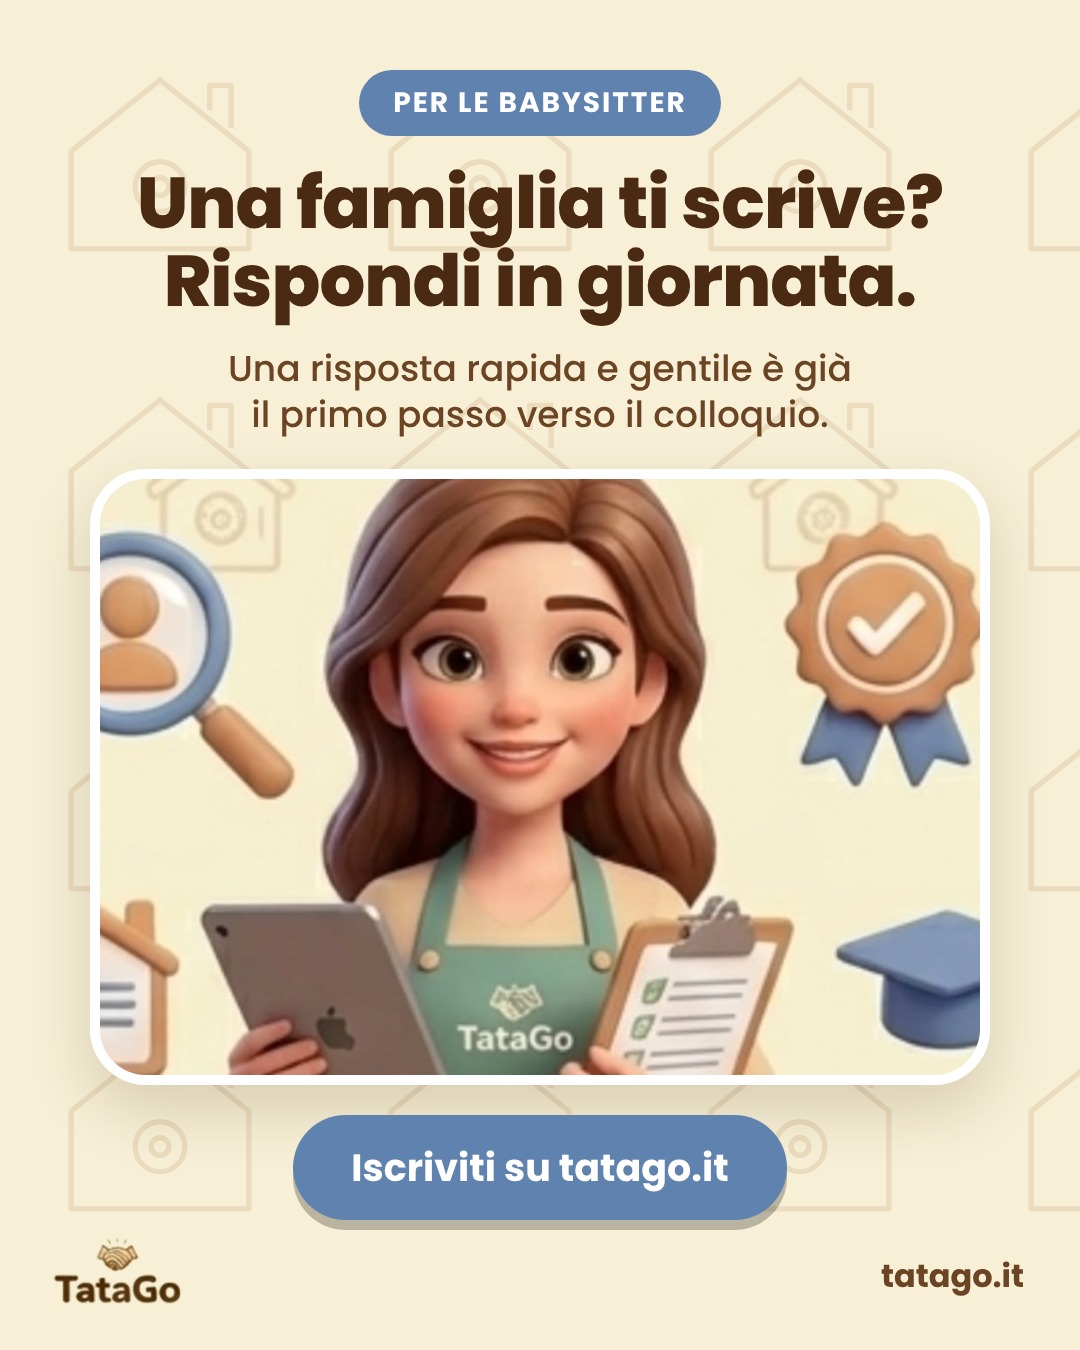 PER LE BABYSITTER
Una famiglia ti scrive?
Rispondi in giornata.
Una risposta rapida e gentile è già
il primo passo verso il colloquio.
TataGo
Iscriviti su tatago.it
TataGo
tatago.it